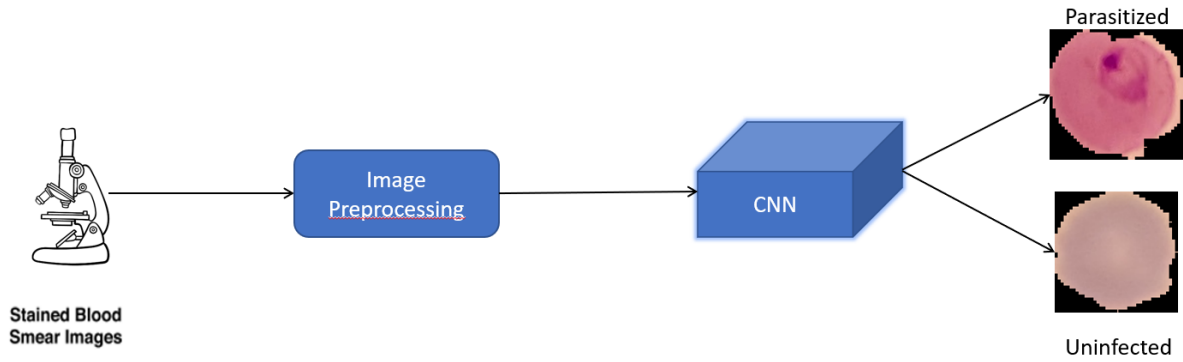 Stained Blood
Smear Images
Image
Preprocessing
CNN
Parasitized
Uninfected